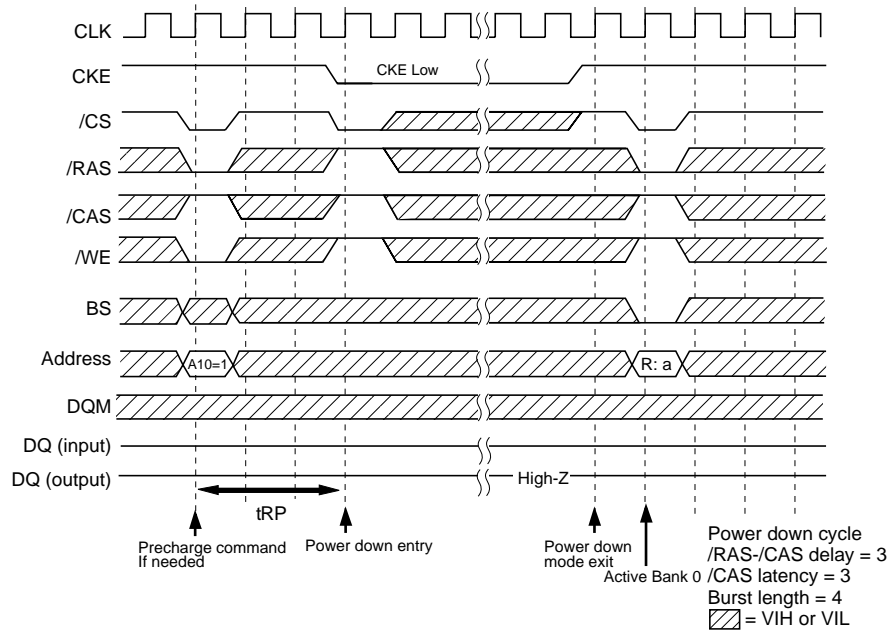 CLK
CKE
CKE Low
/CS
/RAS
/CAS
/WE
BS
Address
A10=1
R: a
DQM
DQ (input)
DQ (output)
High-Z
tRP
Precharge command
If needed
Power down entry
Power down
mode exit
Active Bank 0
Power down cycle
/RAS-/CAS delay = 3
/CAS latency = 3
Burst length = 4
= VIH or VIL